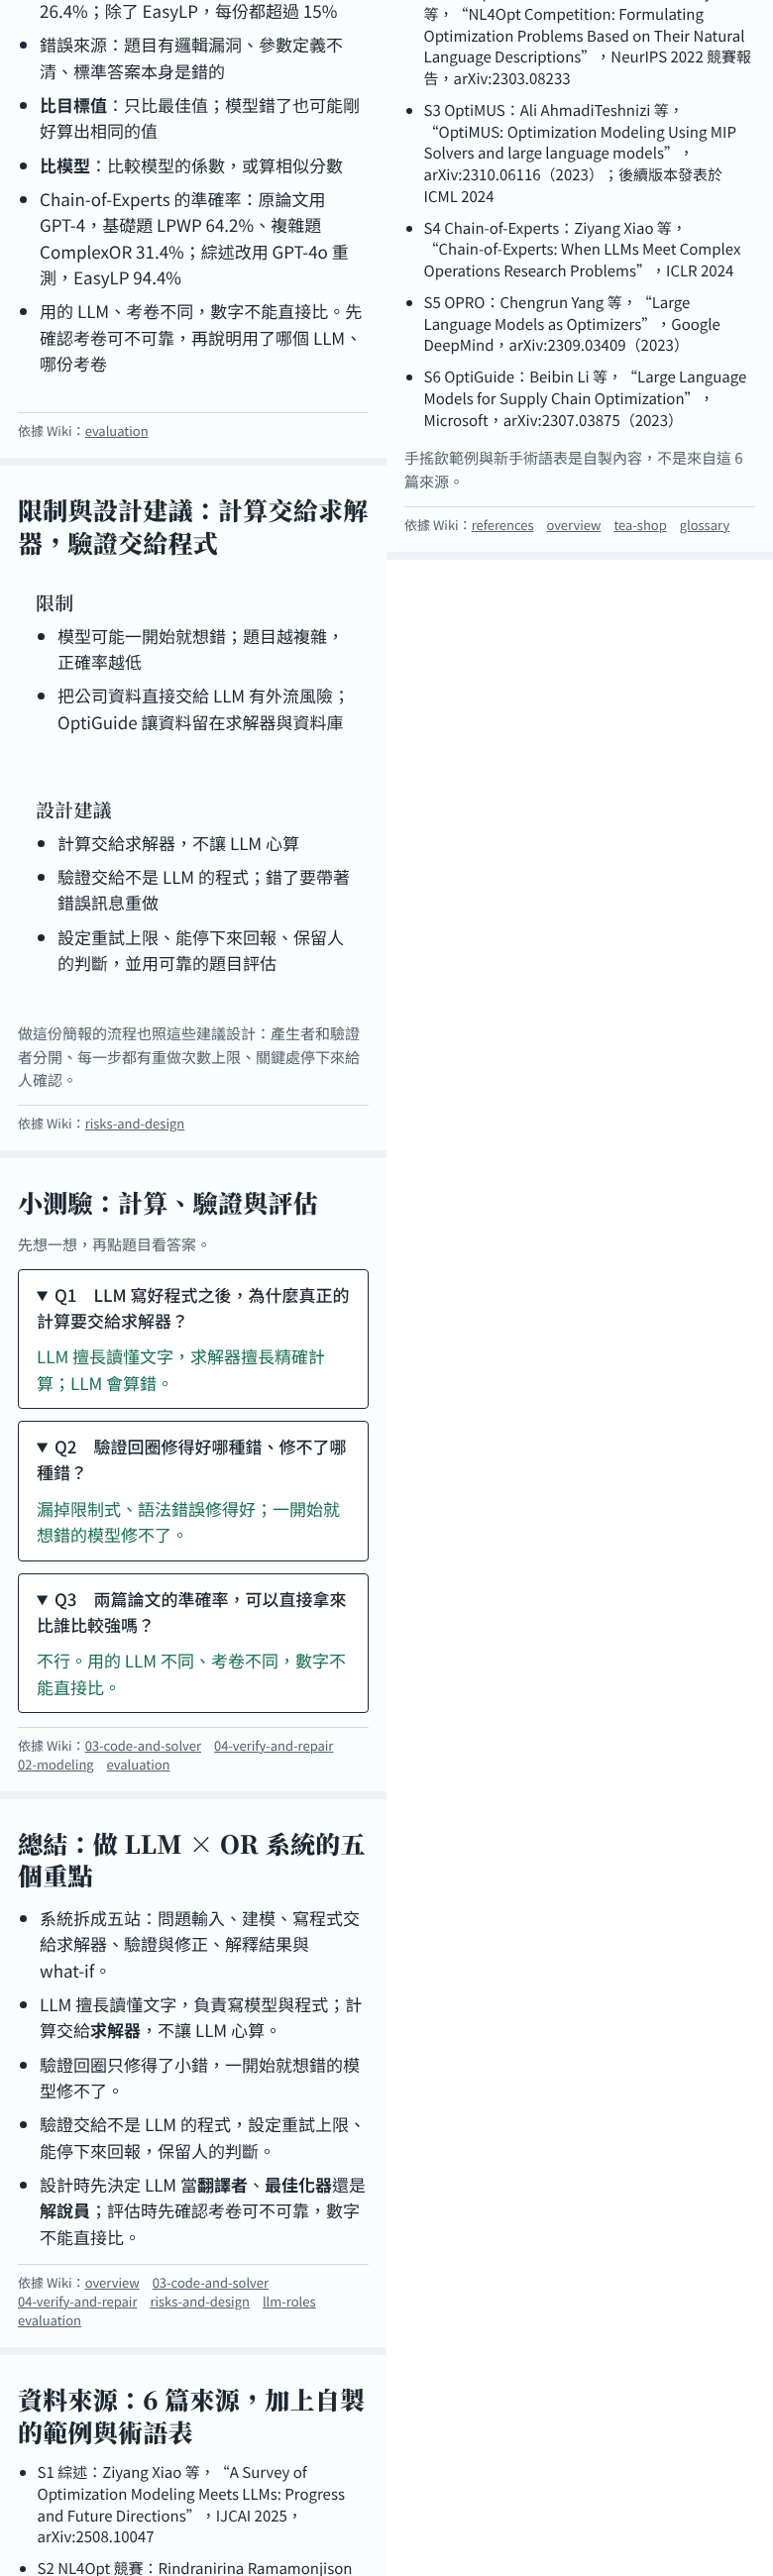 26.4%；除了 EasyLP，每份都超過 15%
錯誤來源：題目有邏輯漏洞、參數定義不
清、標準答案本身是錯的
比目標值：只比最佳值；模型錯了也可能剛
好算出相同的值
比模型：比較模型的係數，或算相似分數
Chain-of-Experts 的準確率：原論文用
GPT-4，基礎題 LPWP 64.2%、複雜題
ComplexOR 31.4%；綜述改用 GPT-4o 重
測，EasyLP 94.4%
用的 LLM、考卷不同，數字不能直接比。先
確認考卷可不可靠，再說明用了哪個 LLM、
哪份考卷
依據 Wiki：evaluation
限制與設計建議：計算交給求解
器，驗證交給程式
限制
模型可能一開始就想錯；題目越複雜，
正確率越低
把公司資料直接交給 LLM 有外流風險；
OptiGuide 讓資料留在求解器與資料庫
設計建議
計算交給求解器，不讓 LLM 心算
驗證交給不是 LLM 的程式；錯了要帶著
錯誤訊息重做
設定重試上限、能停下來回報、保留人
的判斷，並用可靠的題目評估
做這份簡報的流程也照這些建議設計：產生者和驗證
者分開、每一步都有重做次數上限、關鍵處停下來給
人確認。
依據 Wiki：risks-and-design
小測驗：計算、驗證與評估
先想一想，再點題目看答案。
▼ Q1 LLM 寫好程式之後，為什麼真正的
計算要交給求解器？
LLM 擅長讀懂文字，求解器擅長精確計
算；LLM 會算錯。
▼ Q2 驗證回圈修得好哪種錯、修不了哪
種錯？
漏掉限制式、語法錯誤修得好；一開始就
想錯的模型修不了。
▼ Q3 兩篇論文的準確率，可以直接拿來
比誰比較強嗎？
不行。用的 LLM 不同、考卷不同，數字不
能直接比。
依據 Wiki：03-code-and-solver 04-verify-and-repair
02-modeling evaluation
總結：做 LLM × OR 系統的五
個重點
系統拆成五站：問題輸入、建模、寫程式交
給求解器、驗證與修正、解釋結果與
what-if。
LLM 擅長讀懂文字，負責寫模型與程式；計
算交給求解器，不讓 LLM 心算。
驗證回圈只修得了小錯，一開始就想錯的模
型修不了。
驗證交給不是 LLM 的程式，設定重試上限、
能停下來回報，保留人的判斷。
設計時先決定 LLM 當翻譯者、最佳化器還是
解說員；評估時先確認考卷可不可靠，數字
不能直接比。
依據 Wiki：overview 03-code-and-solver
04-verify-and-repair risks-and-design llm-roles
evaluation
資料來源：6 篇來源，加上自製
的範例與術語表
S1 綜述：Ziyang Xiao 等，“A Survey of
Optimization Modeling Meets LLMs: Progress
and Future Directions”，IJCAI 2025，
arXiv:2508.10047
S2 NL4Opt 競賽：Rindranirina Ramamonjison
等，“NL4Opt Competition: Formulating
Optimization Problems Based on Their Natural
Language Descriptions”，NeurIPS 2022 競賽報
告，arXiv:2303.08233
S3 OptiMUS：Ali AhmadiTeshnizi 等，
“OptiMUS: Optimization Modeling Using MIP
Solvers and large language models”，
arXiv:2310.06116（2023）；後續版本發表於
ICML 2024
S4 Chain-of-Experts：Ziyang Xiao 等，
“Chain-of-Experts: When LLMs Meet Complex
Operations Research Problems”，ICLR 2024
S5 OPRO：Chengrun Yang 等，“Large
Language Models as Optimizers”，Google
DeepMind，arXiv:2309.03409（2023）
S6 OptiGuide：Beibin Li 等，“Large Language
Models for Supply Chain Optimization”，
Microsoft，arXiv:2307.03875（2023）
手搖飲範例與新手術語表是自製內容，不是來自這 6
篇來源。
依據 Wiki：references overview tea-shop glossary